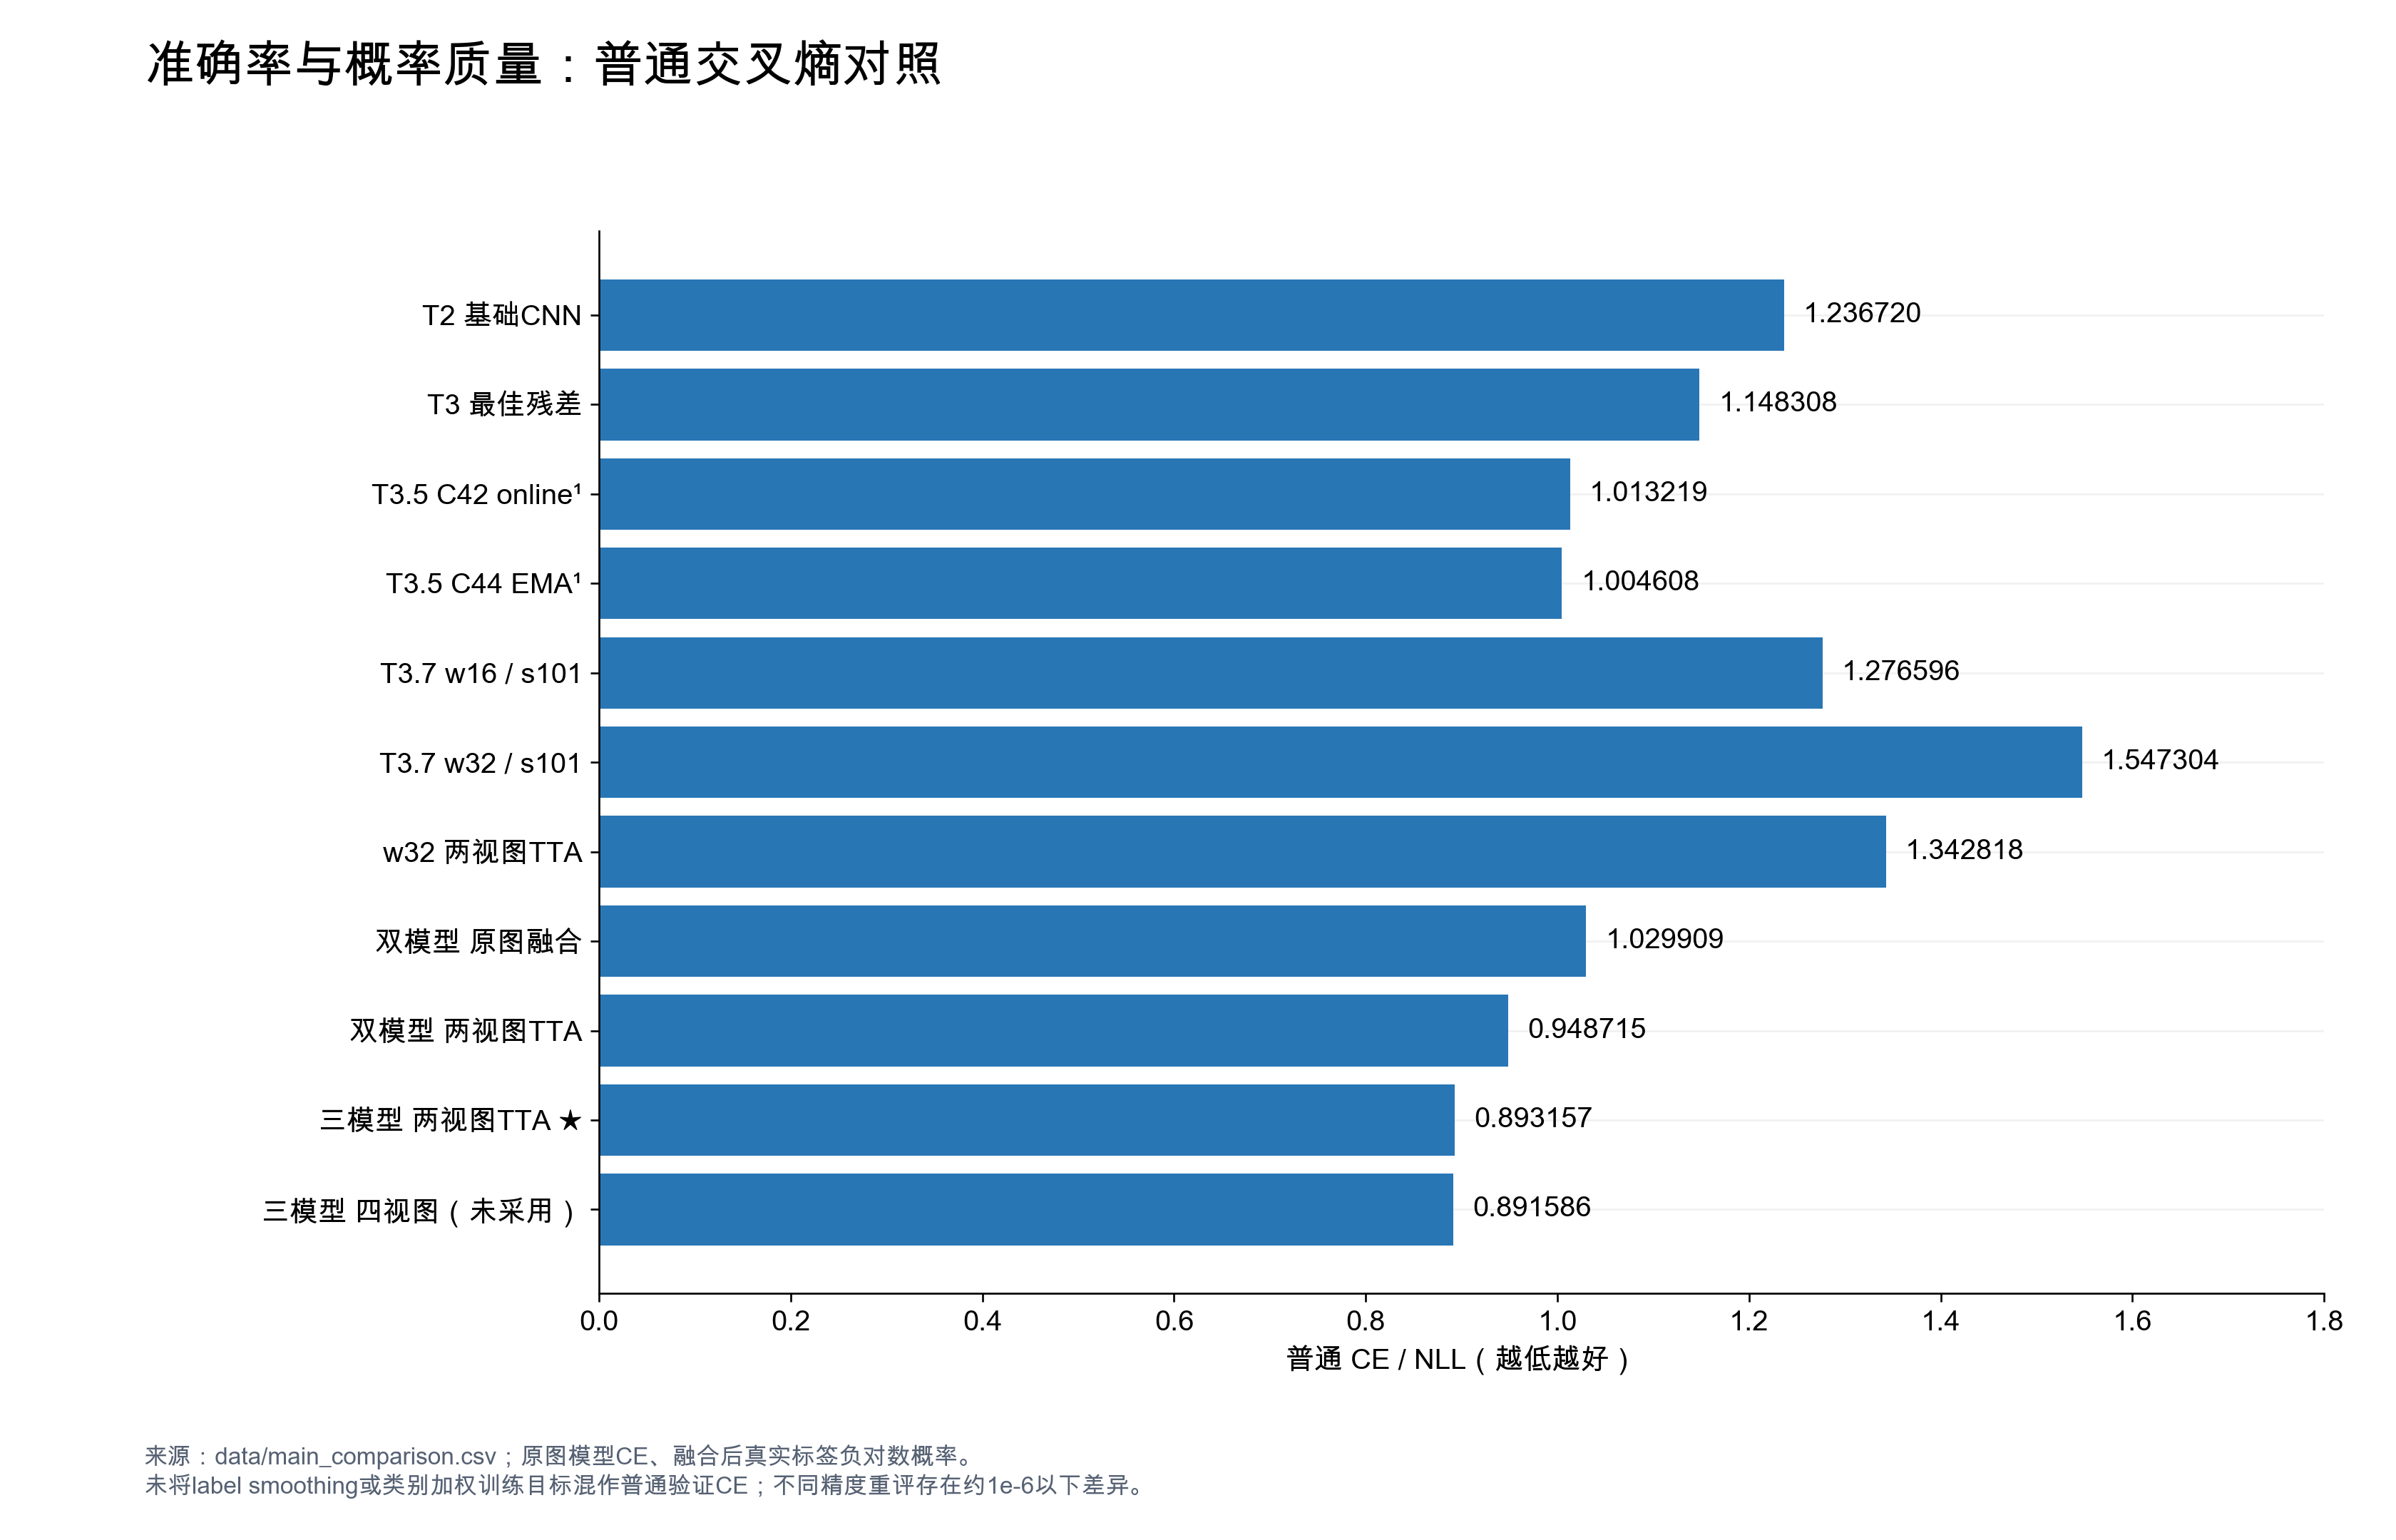 准确率与概率质量：普通交叉熵对照
T2 基础CNN
1.236720
T3 最佳残差
1.148308
T3.5 C42 online¹
1.013219
T3.5 C44 EMA¹
1.004608
T3.7 w16 / s101
1.276596
T3.7 w32 / s101
1.547304
w32 两视图TTA
1.342818
双模型 原图融合
1.029909
双模型 两视图TTA
0.948715
三模型 两视图TTA ★
0.893157
三模型 四视图（未采用）
0.891586
0.0 0.2 0.4 0.6 0.8 1.0 1.2 1.4 1.6 1.8
普通 CE / NLL（越低越好）
来源：data/main_comparison.csv；原图模型CE、融合后真实标签负对数概率。
未将label smoothing或类别加权训练目标混作普通验证CE；不同精度重评存在约1e-6以下差异。